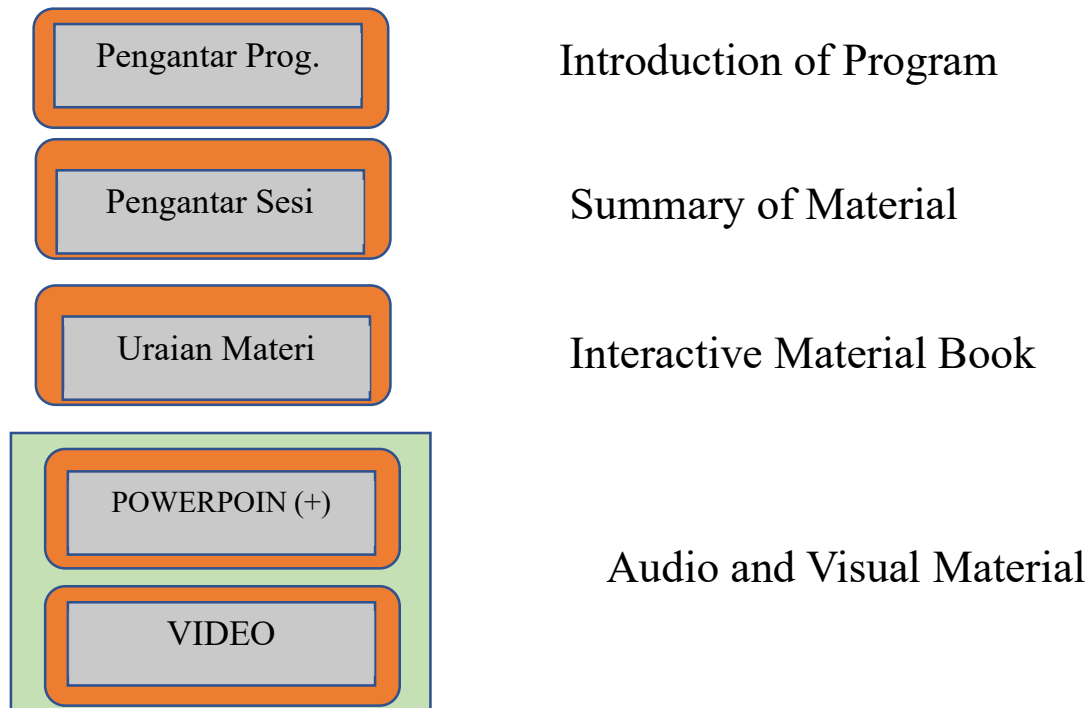 Pengantar Prog.
Introduction of Program
Pengantar Sesi
Summary of Material
Uraian Materi
Interactive Material Book
POWERPOIN (+)
Audio and Visual Material
VIDEO